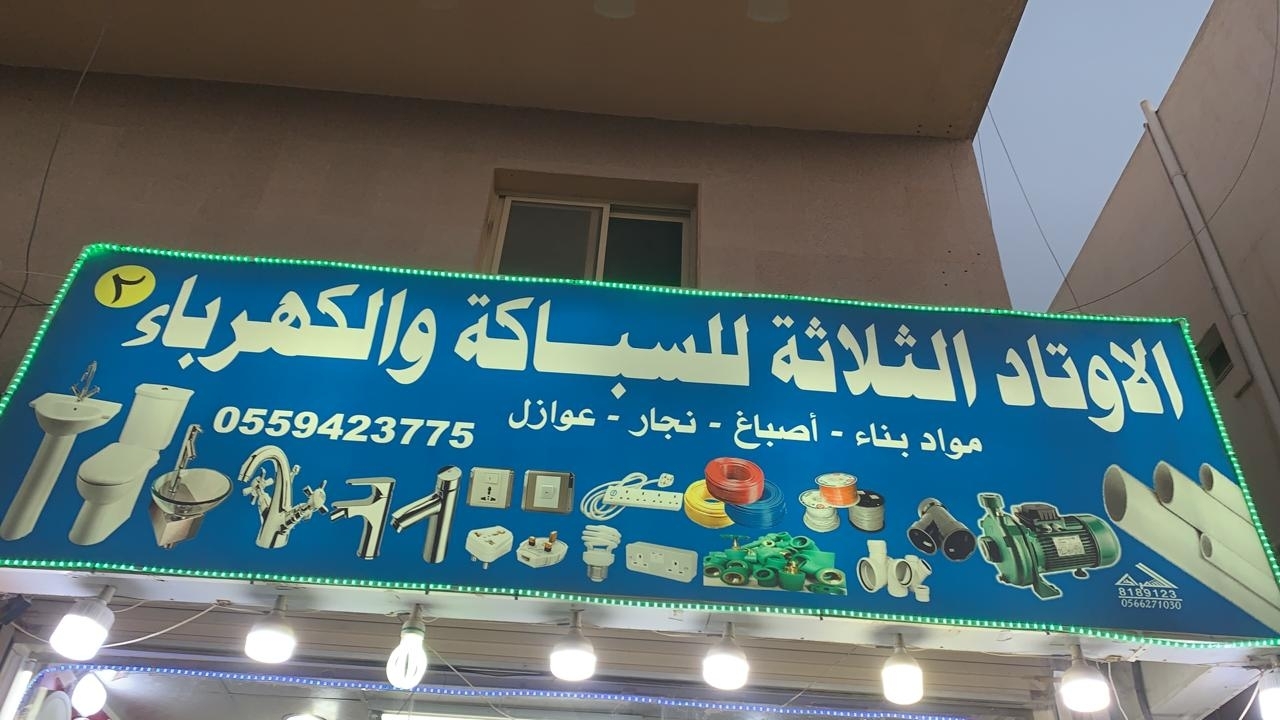 ٢
الاوتاد الثلاثة للسباكة والكهرباء
مواد بناء - أصباغ - نجار - عوازل
0559423775
8189123
0566271030